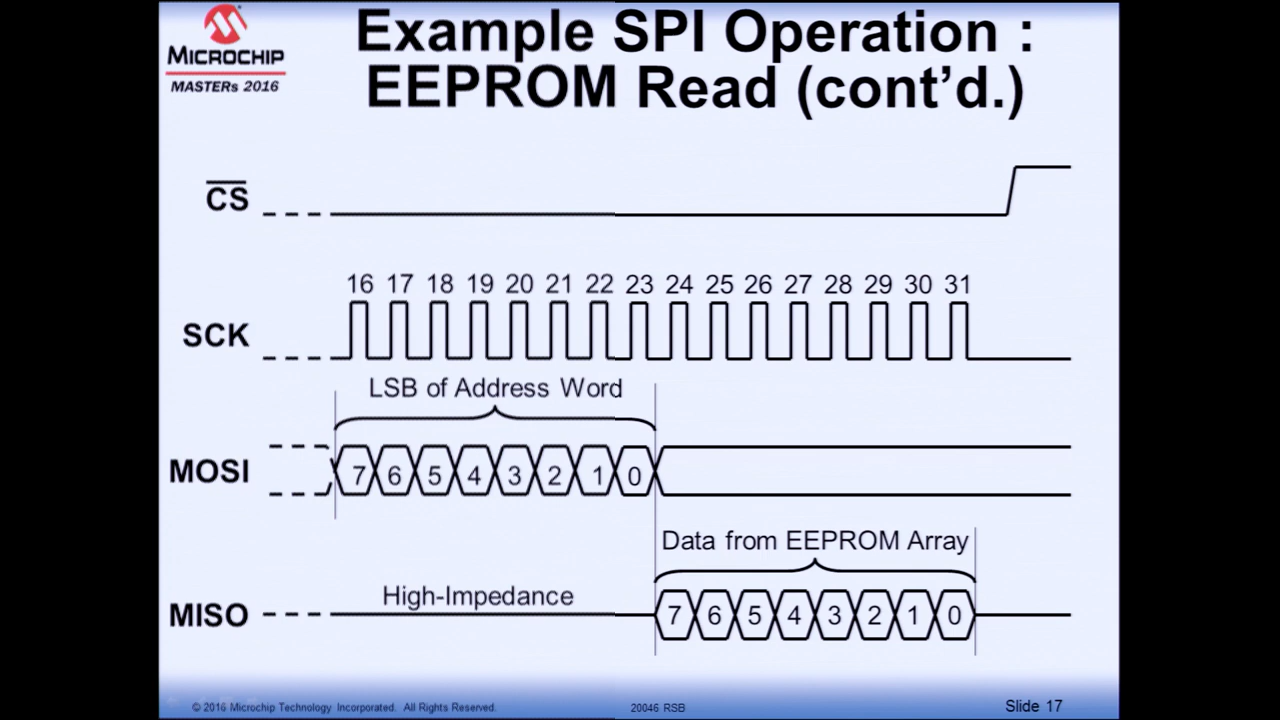 MICROCHIP
MASTERs 2016
Example SPI Operation :
EEPROM Read (cont’d.)
CS
16 17 18 19 20 21 22 23 24 25 26 27 28 29 30 31
SCK
LSB of Address Word
MOSI
7 6 5 4 3 2 1 0
Data from EEPROM Array
High-Impedance
MISO
7 6 5 4 3 2 1 0
© 2016 Microchip Technology Incorporated. All Rights Reserved.
20046 RSB
Slide 17